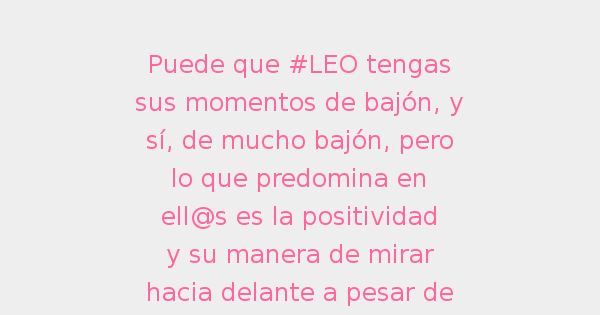 Puede que #LEO tengas
sus momentos de bajón, y
sí, de mucho bajón, pero
lo que predomina en
ell@s es la positividad
y su manera de mirar
hacia delante a pesar de